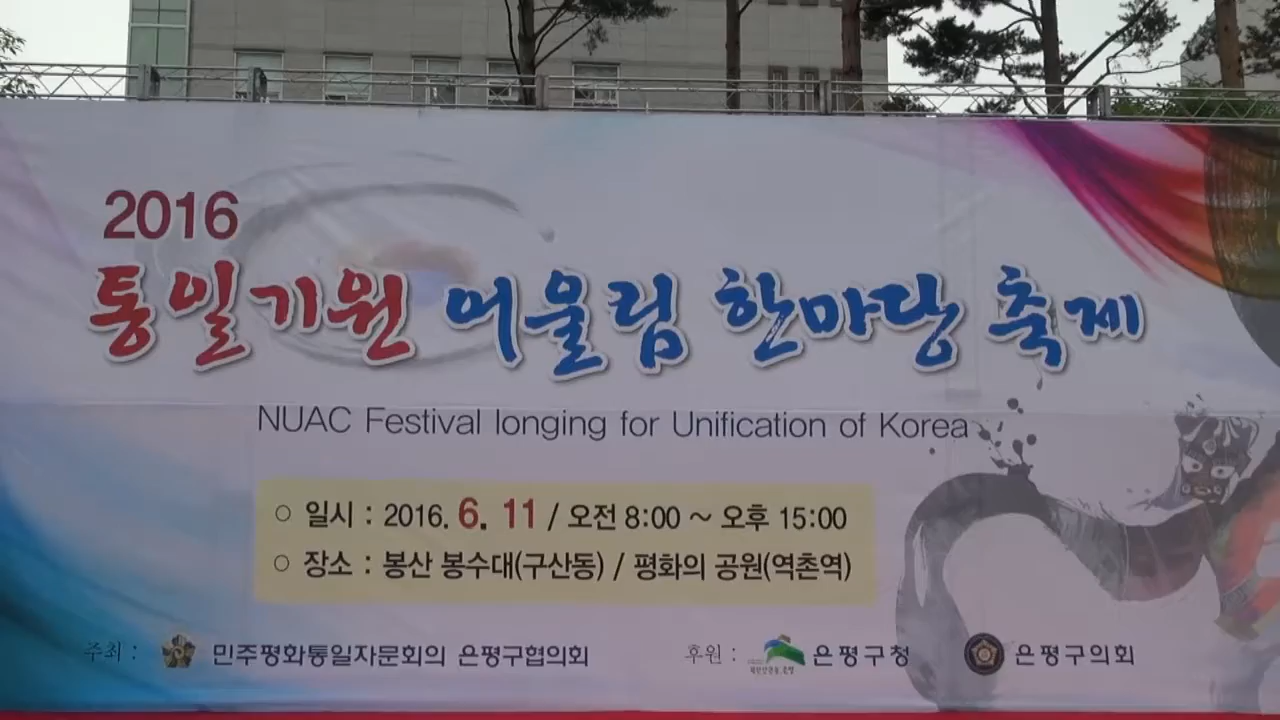 2016
통일기원 어울림 한마당 축제
NUAC Festival longing for Unification of Korea
○ 일시 : 2016. 6. 11 / 오전 8:00 ~ 오후 15:00
○ 장소 : 봉산 봉수대(구산동) / 평화의 공원(역촌역)
주최 : 민주평화통일자문회의 은평구협의회 후원 : 은평구청 은평구의회